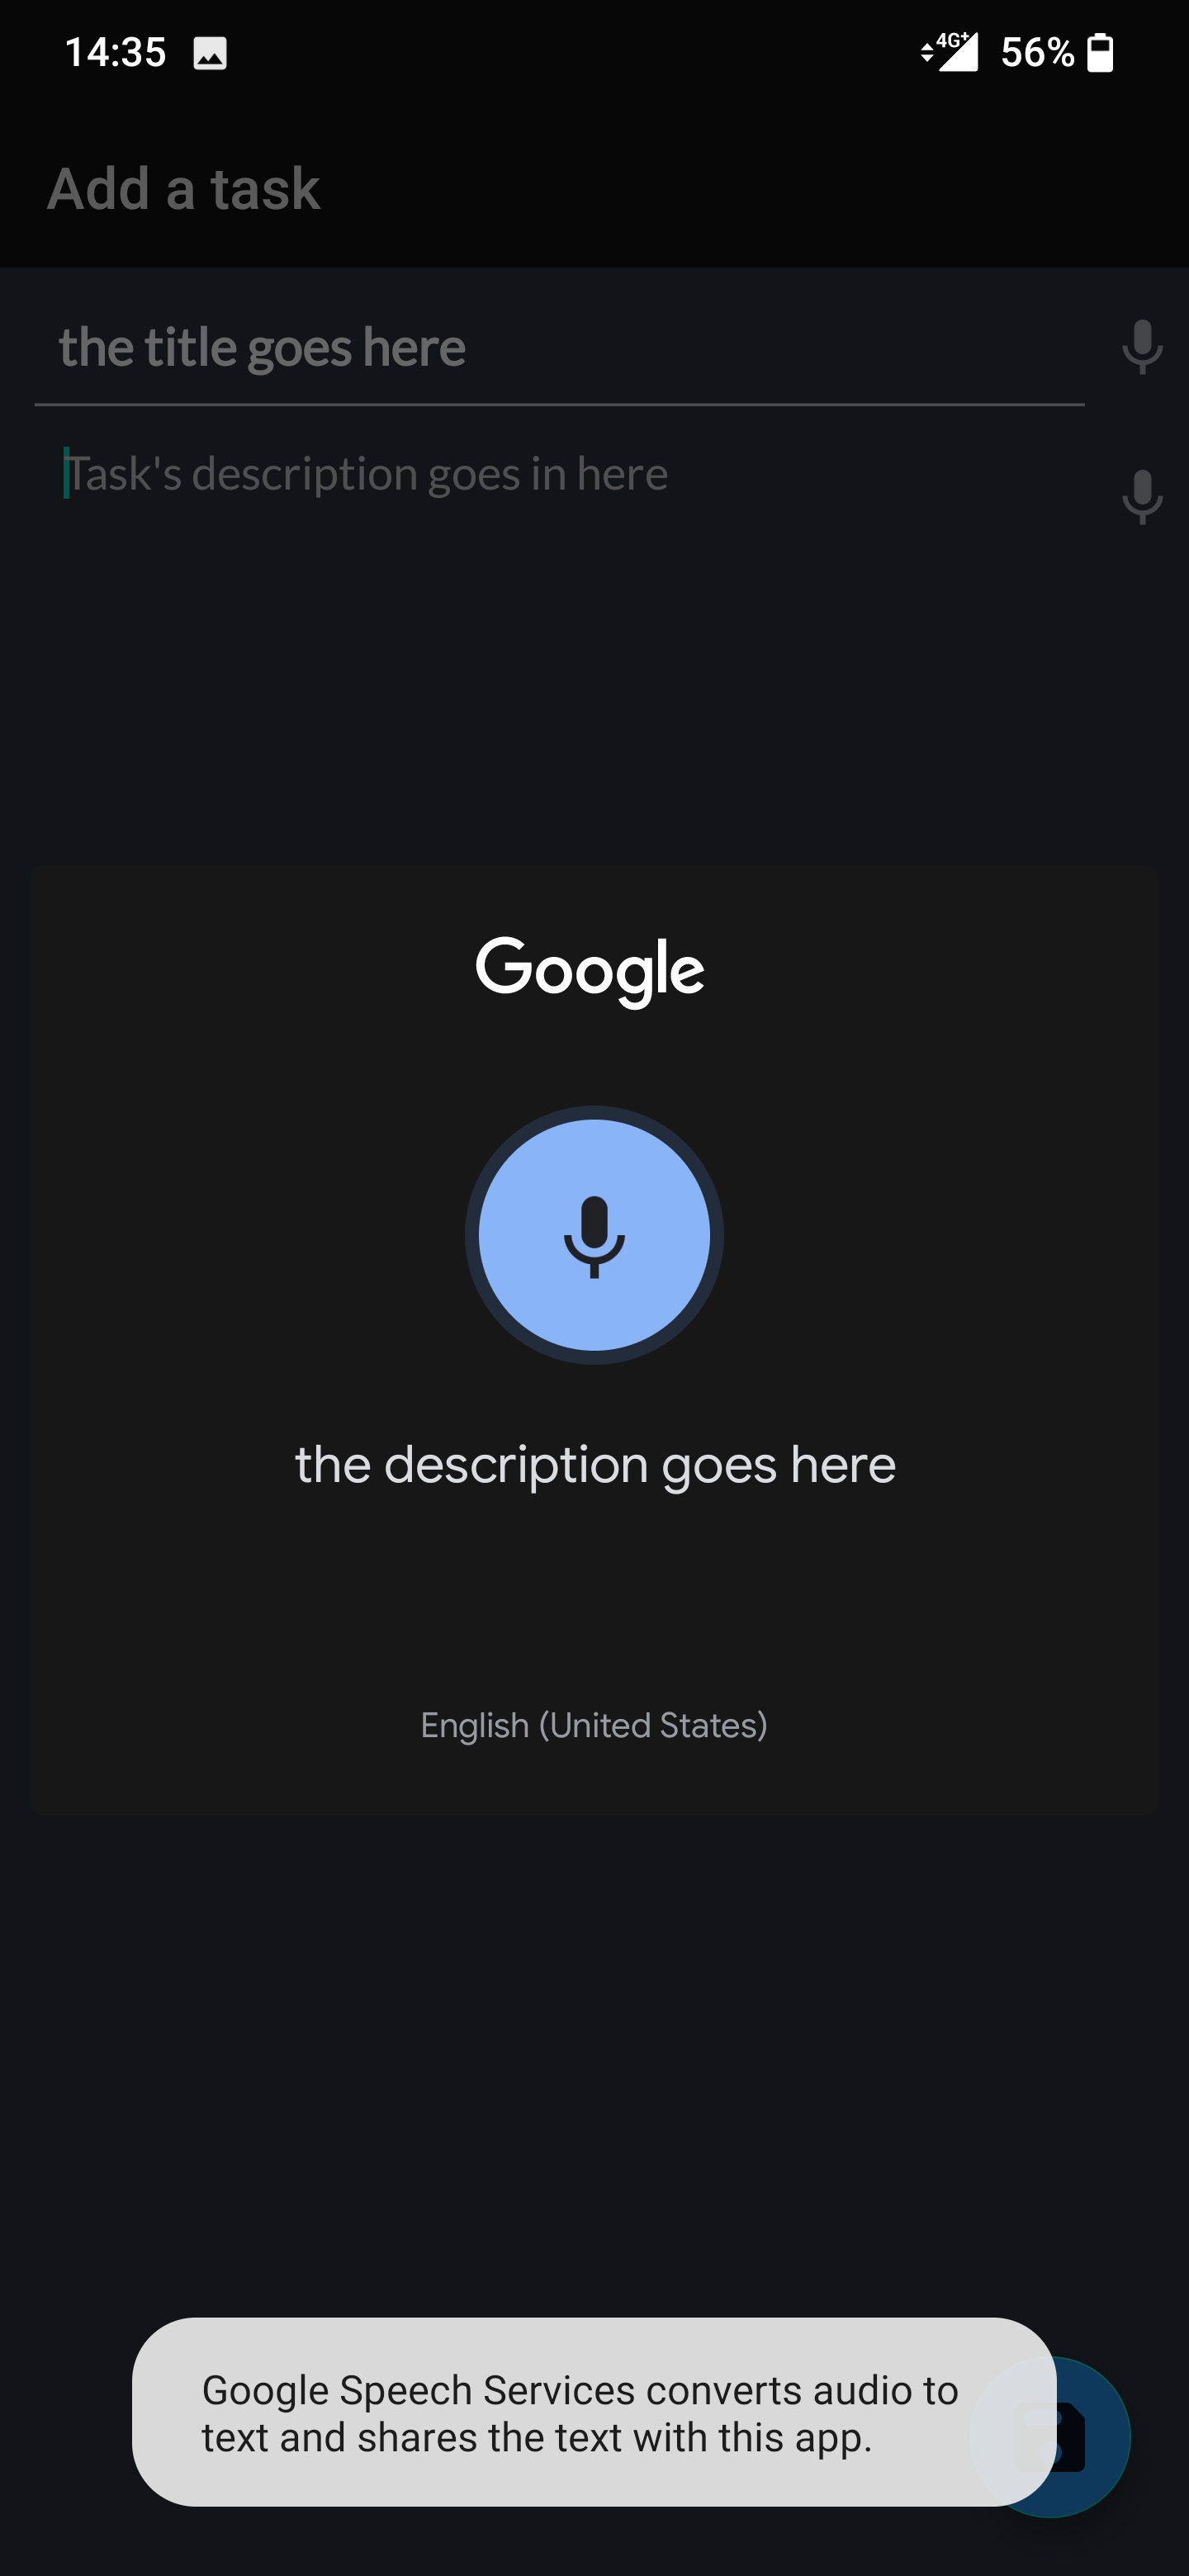 14:35
4G+
56%
Add a task
the title goes here
Task's description goes in here
Google
the description goes here
English (United States)
Google Speech Services converts audio to
text and shares the text with this app.